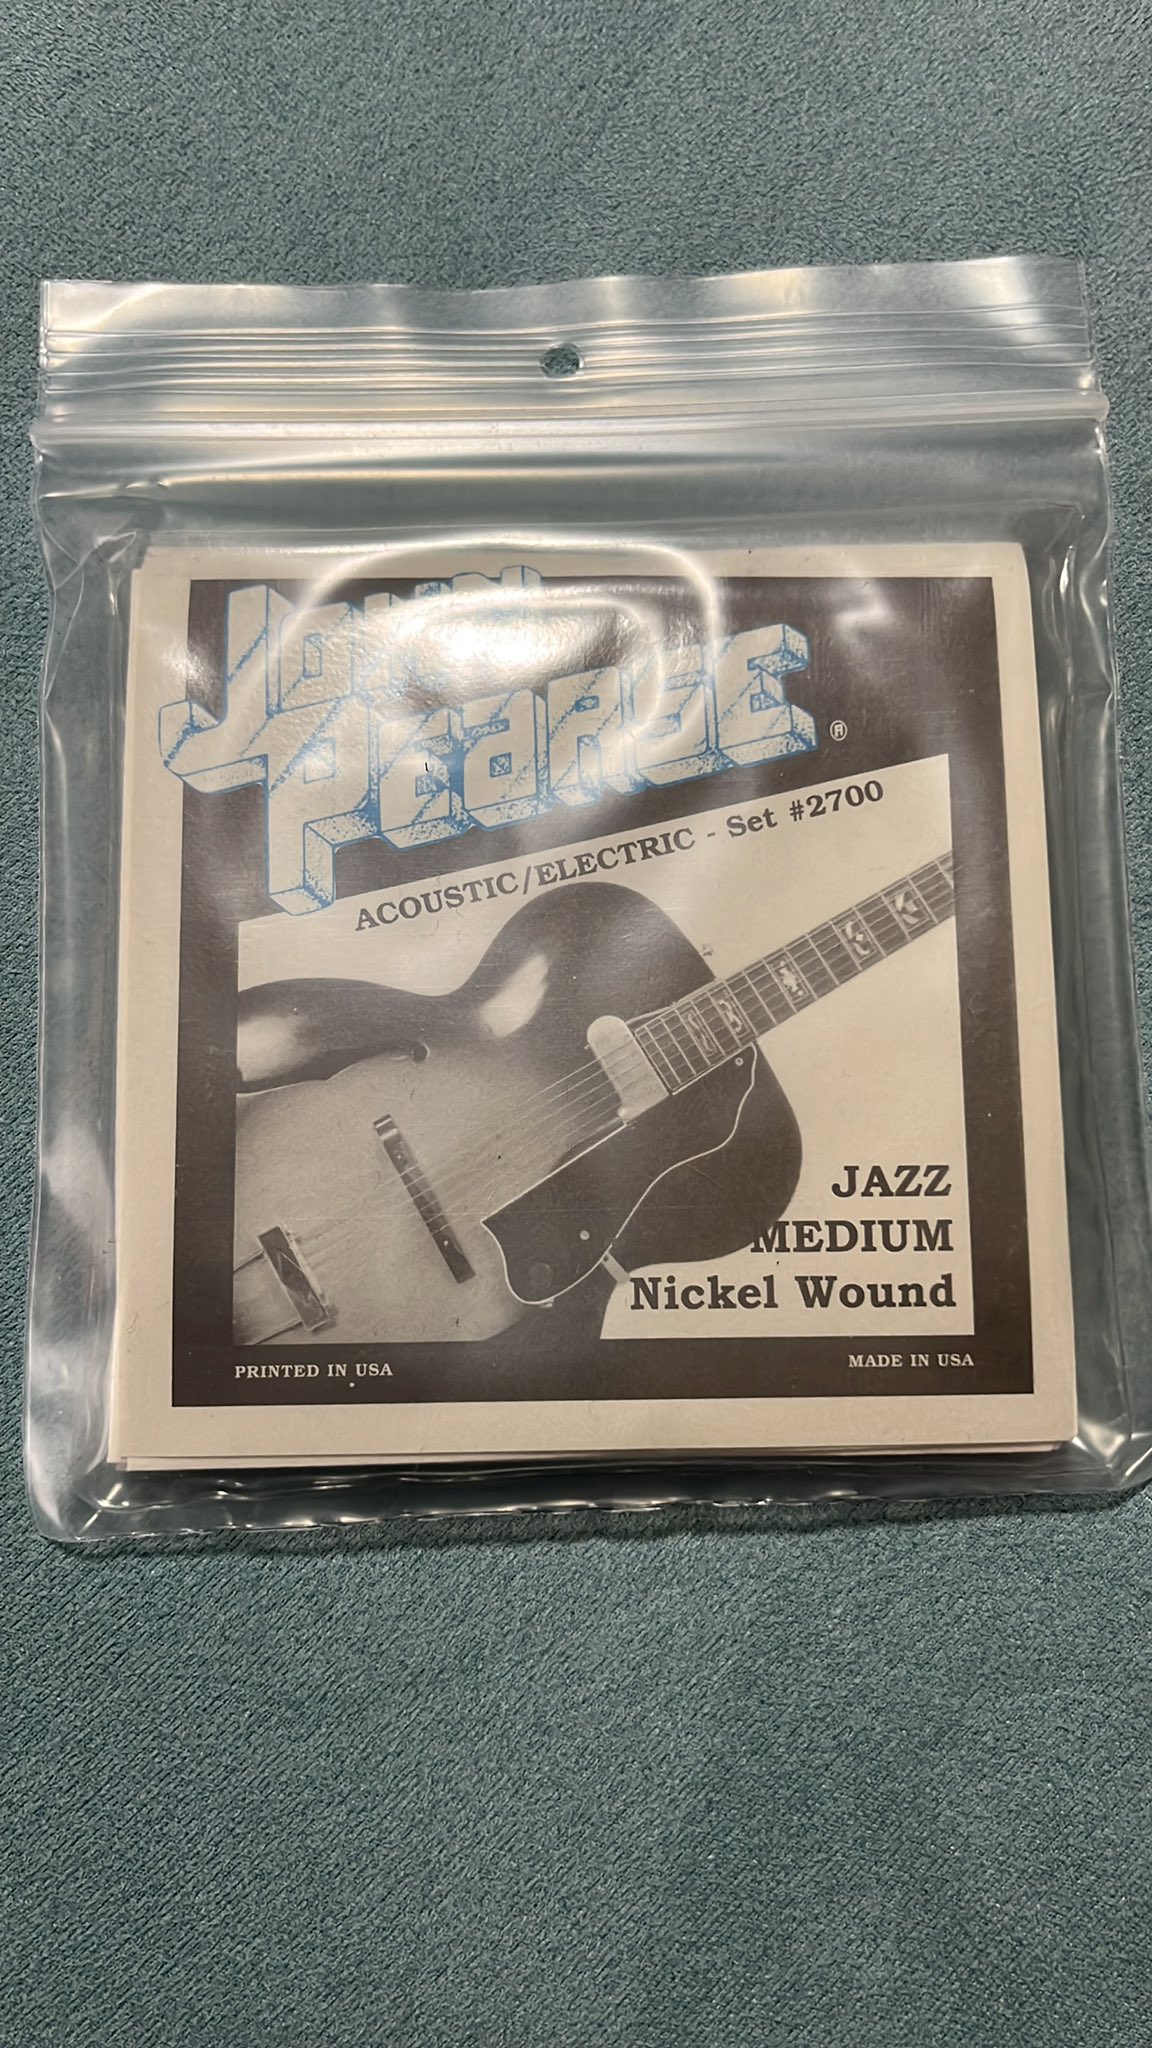 JOHN
PEARSE ®
ACOUSTIC/ELECTRIC - Set #2700
JAZZ
MEDIUM
Nickel Wound
PRINTED IN USA
MADE IN USA